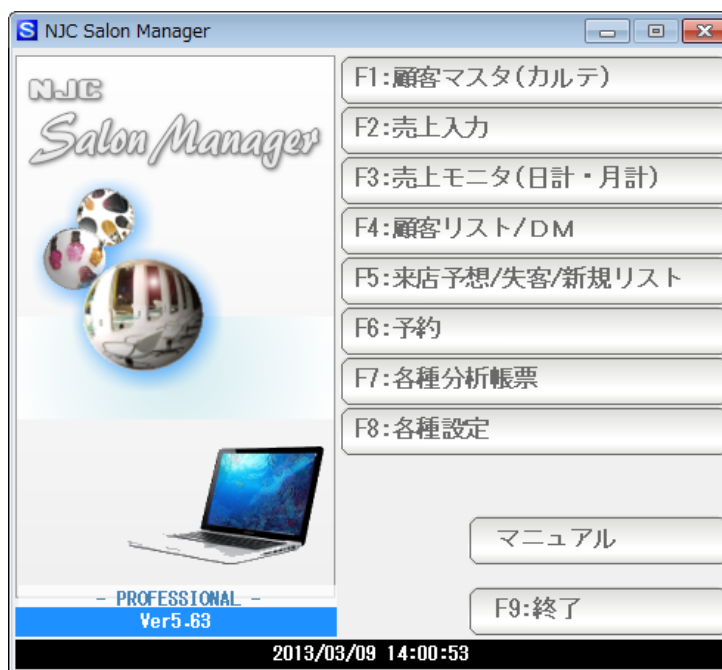 NJC Salon Manager
NJC
Salon Manager
F1:顧客マスタ(カルテ)
F2:売上入力
F3:売上モニタ(日計・月計)
F4:顧客リスト/ＤＭ
F5:来店予想/失客/新規リスト
F6:予約
F7:各種分析帳票
F8:各種設定
マニュアル
F9:終了
- PROFESSIONAL -
Ver5.63
2013/03/09 14:00:53